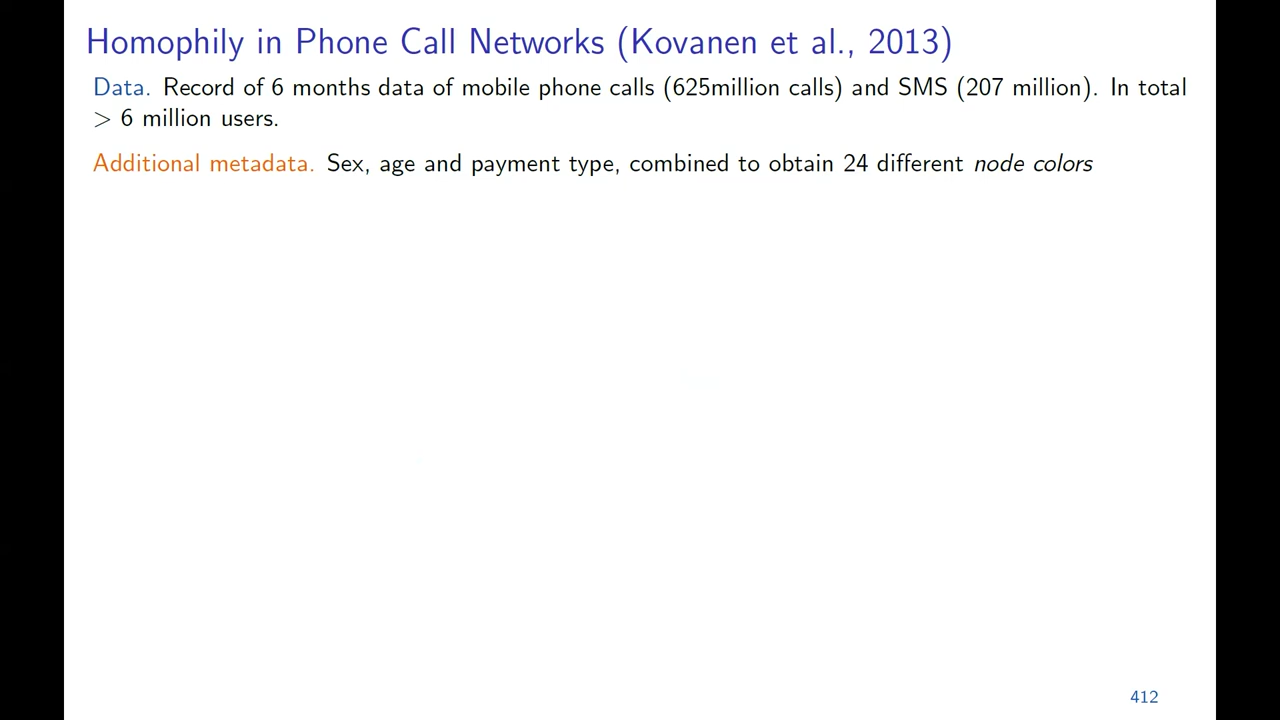 Homophily in Phone Call Networks (Kovanen et al., 2013)
Data. Record of 6 months data of mobile phone calls (625million calls) and SMS (207 million). In total
> 6 million users.
Additional metadata. Sex, age and payment type, combined to obtain 24 different node colors
412